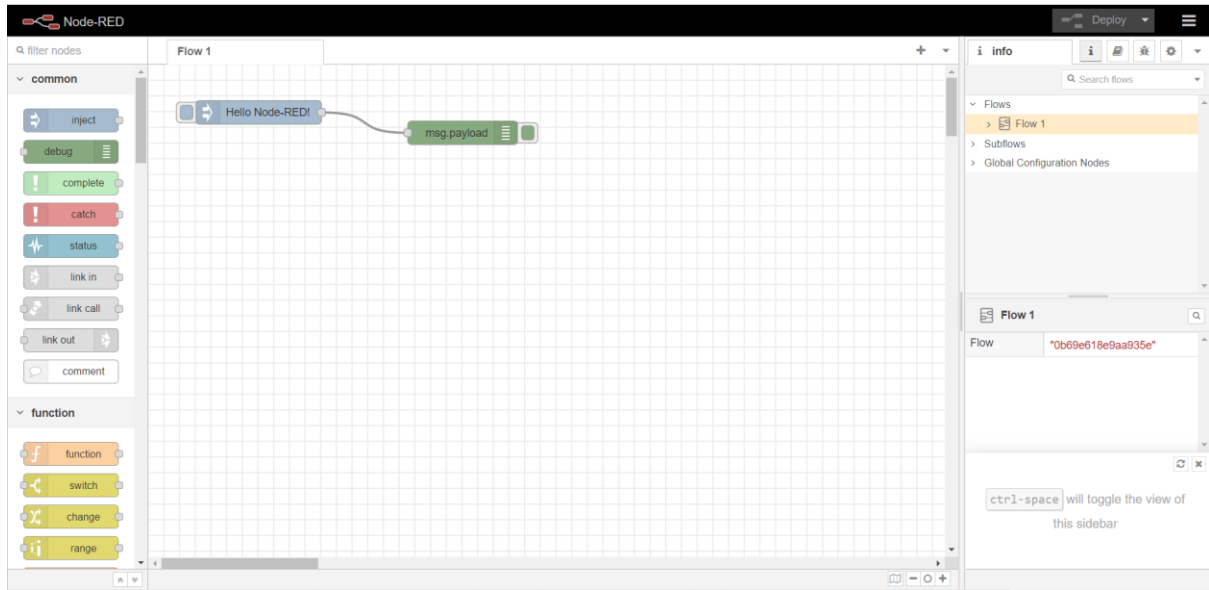 Node-RED
Deploy
filter nodes
common
inject
debug
complete
catch
status
link in
link call
link out
comment
function
function
switch
change
range
Flow 1
Hello Node-RED!
msg.payload
i info
i
Search flows
Flows
Flow 1
Subflows
Global Configuration Nodes
Flow 1
Flow "0b69e618e9aa935e"
ctrl-space will toggle the view of
this sidebar